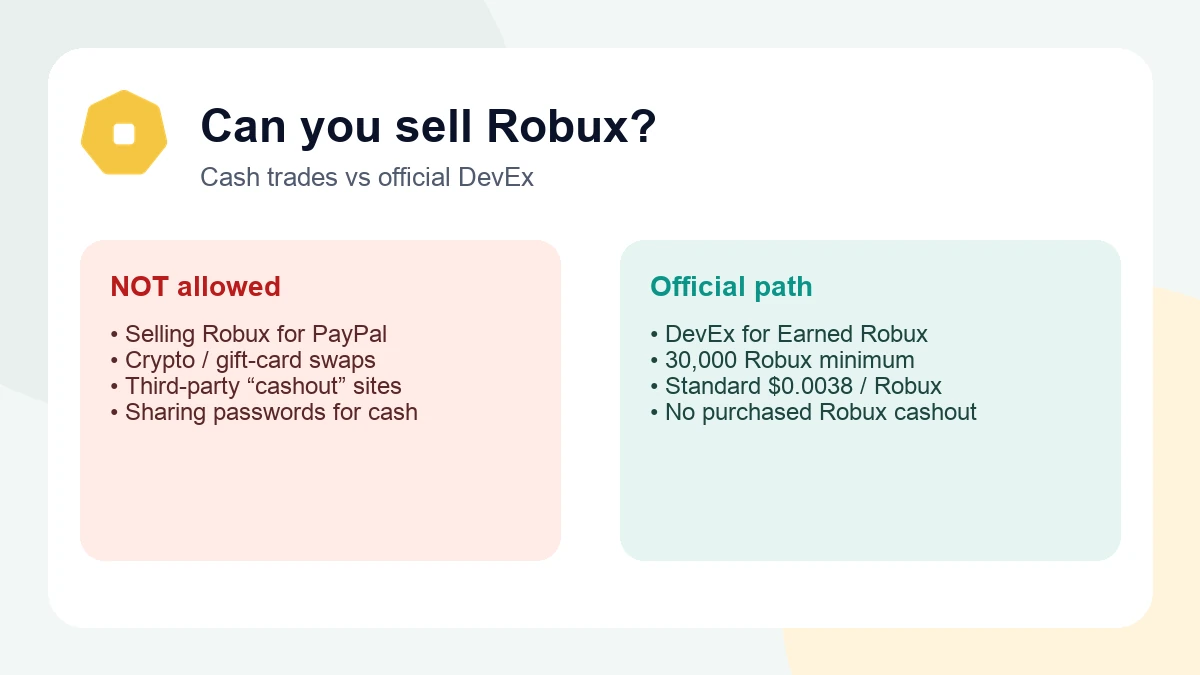 Can you sell Robux?
Cash trades vs official DevEx
NOT allowed
• Selling Robux for PayPal
• Crypto / gift-card swaps
• Third-party “cashout” sites
• Sharing passwords for cash
Official path
• DevEx for Earned Robux
• 30,000 Robux minimum
• Standard $0.0038 / Robux
• No purchased Robux cashout